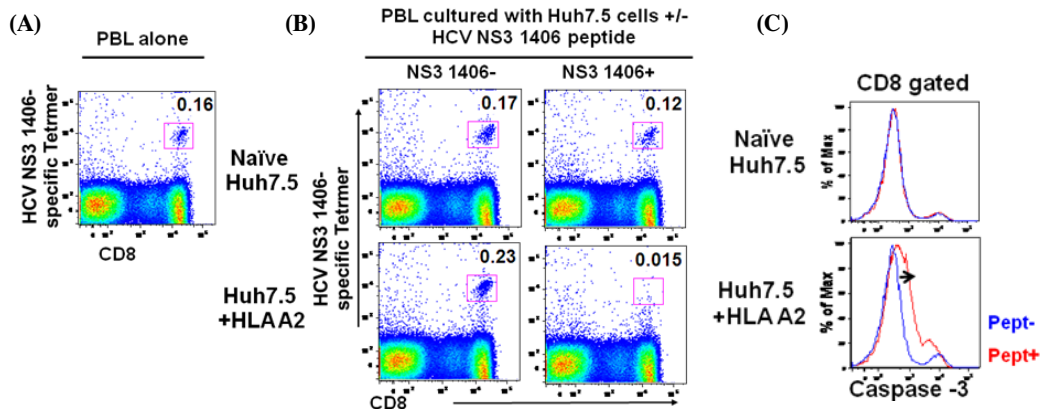 (A)
PBL alone
HCV NS3 1406-
specific Tetrmer
0.16
CD8
(B)
PBL cultured with Huh7.5 cells +/-
HCV NS3 1406 peptide
NS3 1406-
NS3 1406+
HCV NS3 1406-
specific Tetrmer
Naïve
Huh7.5
0.17
0.12
Huh7.5
+HLA A2
0.23
0.015
CD8
(C)
CD8 gated
Naïve
Huh7.5
% of Max
Huh7.5
+HLA A2
% of Max
Pept-
Pept+
Caspase -3